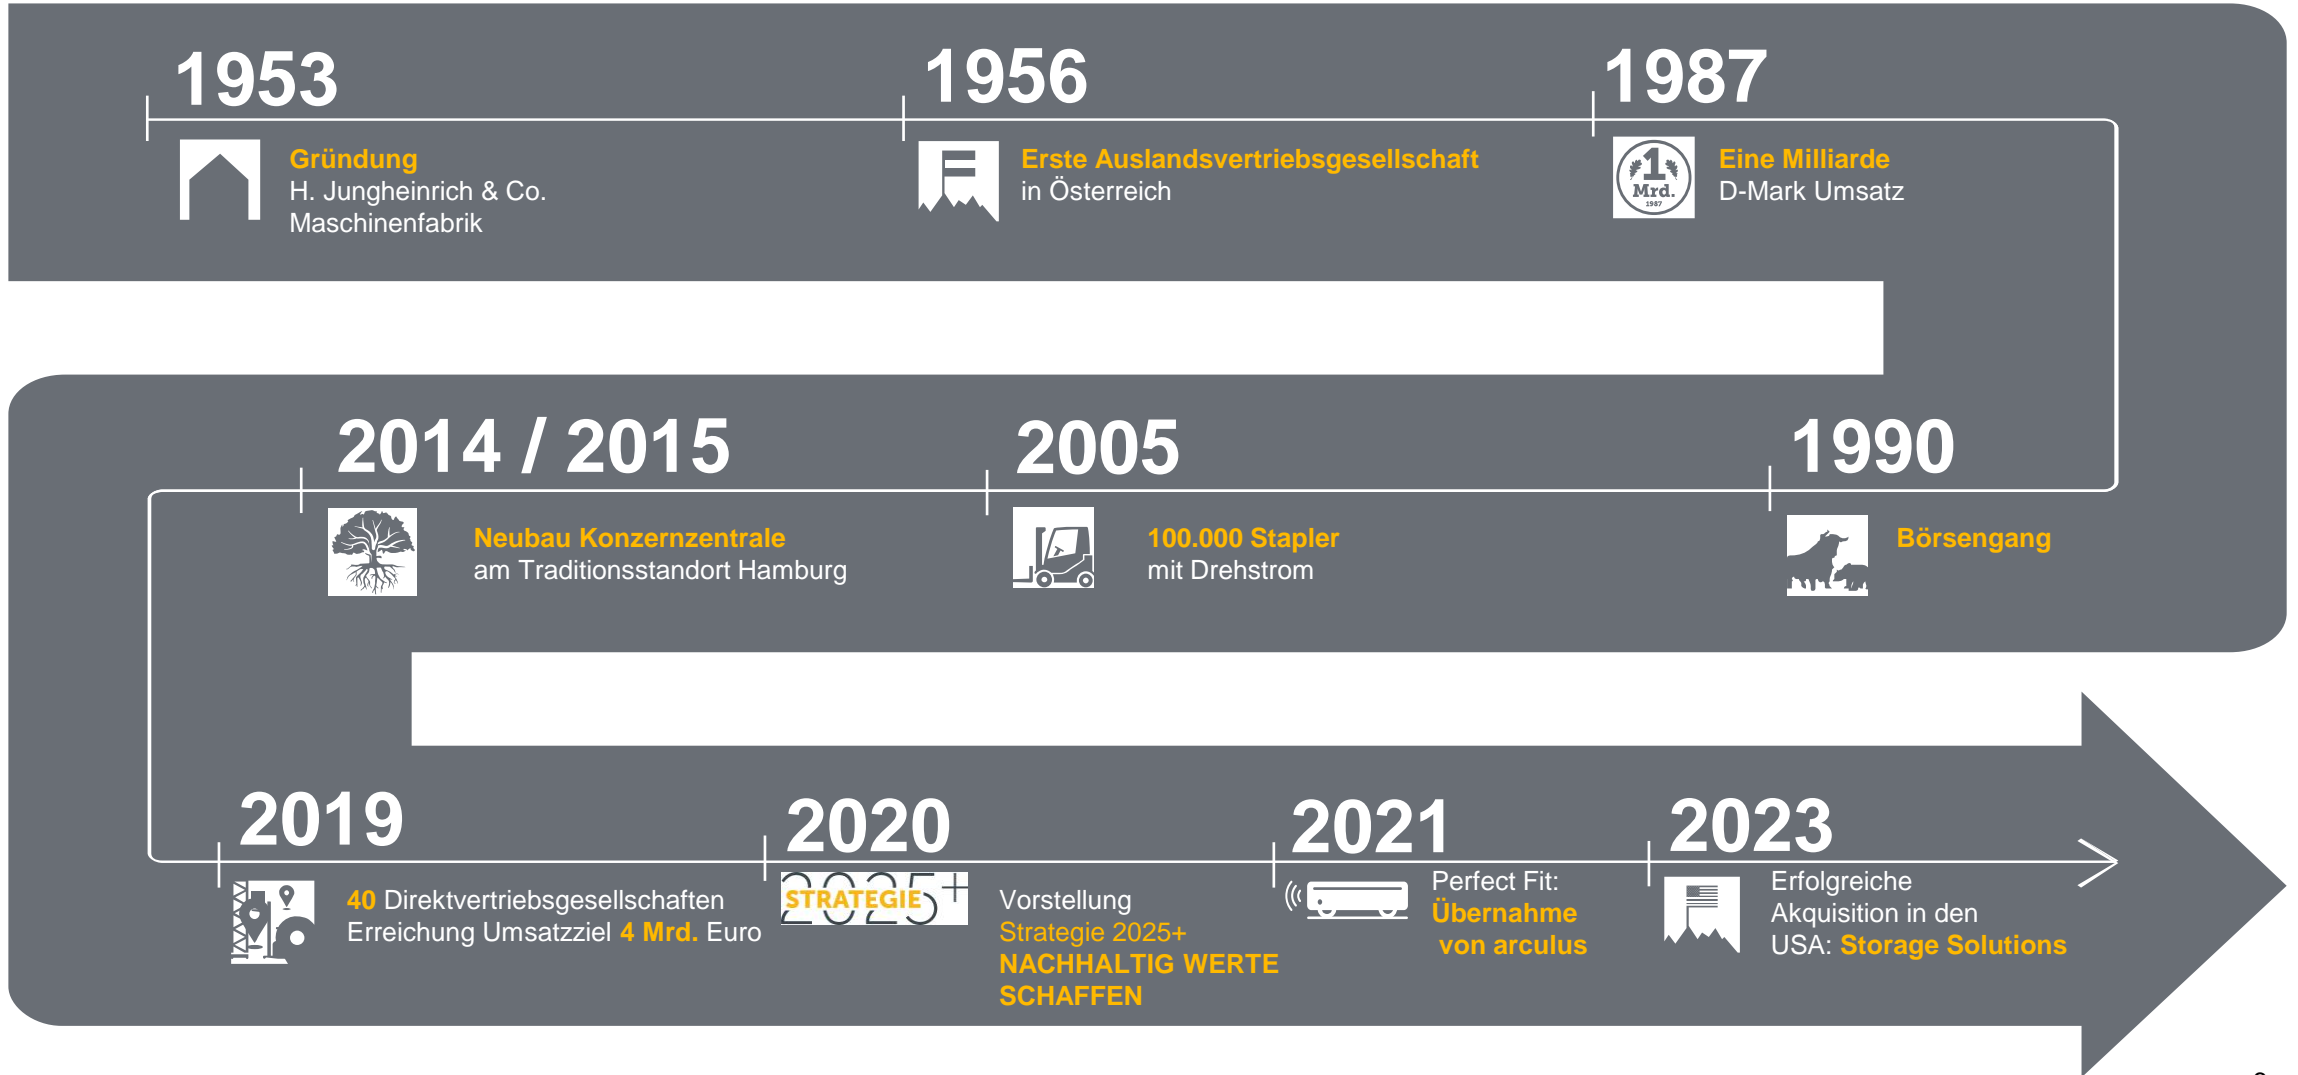 1953
Gründung
H. Jungheinrich & Co.
Maschinenfabrik
1956
Erste Auslandsvertriebsgesellschaft
in Österreich
1987
1
Mrd.
1987
Eine Milliarde
D-Mark Umsatz
1990
Börsengang
2005
100.000 Stapler
mit Drehstrom
2014 / 2015
Neubau Konzernzentrale
am Traditionsstandort Hamburg
2019
40 Direktvertriebsgesellschaften
Erreichung Umsatzziel 4 Mrd. Euro
2020
2025+
STRATEGIE
Vorstellung
Strategie 2025+
NACHHALTIG WERTE
SCHAFFEN
2021
Perfect Fit:
Übernahme
von arculus
2023
Erfolgreiche
Akquisition in den
USA: Storage Solutions